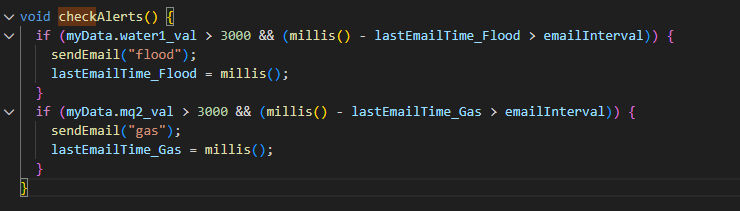 void checkAlerts() {
if (myData.water1_val > 3000 && (millis() - lastEmailTime_Flood > emailInterval)) {
sendEmail("flood");
lastEmailTime_Flood = millis();
}
if (myData.mq2_val > 3000 && (millis() - lastEmailTime_Gas > emailInterval)) {
sendEmail("gas");
lastEmailTime_Gas = millis();
}
}